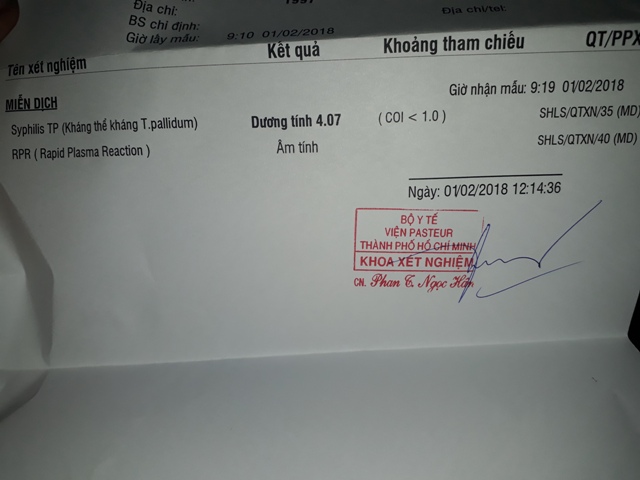 1997
Địa chỉ:
Địa chỉ/tel:
BS chỉ định:
Giờ lấy mẫu: 9:10 01/02/2018
Tên xét nghiệm Kết quả Khoảng tham chiếu QT/PPX
Giờ nhận mẫu: 9:19 01/02/2018
MIỄN DỊCH
Syphilis TP (Kháng thể kháng T.pallidum) Dương tính 4.07 ( COI < 1.0 ) SHLS/QTXN/35 (MD)
RPR ( Rapid Plasma Reaction ) Âm tính SHLS/QTXN/40 (MD)
Ngày: 01/02/2018 12:14:36
BỘ Y TẾ
VIỆN PASTEUR
THÀNH PHỐ HỒ CHÍ MINH
KHOA XÉT NGHIỆM
CN. Phan T. Ngọc Hân